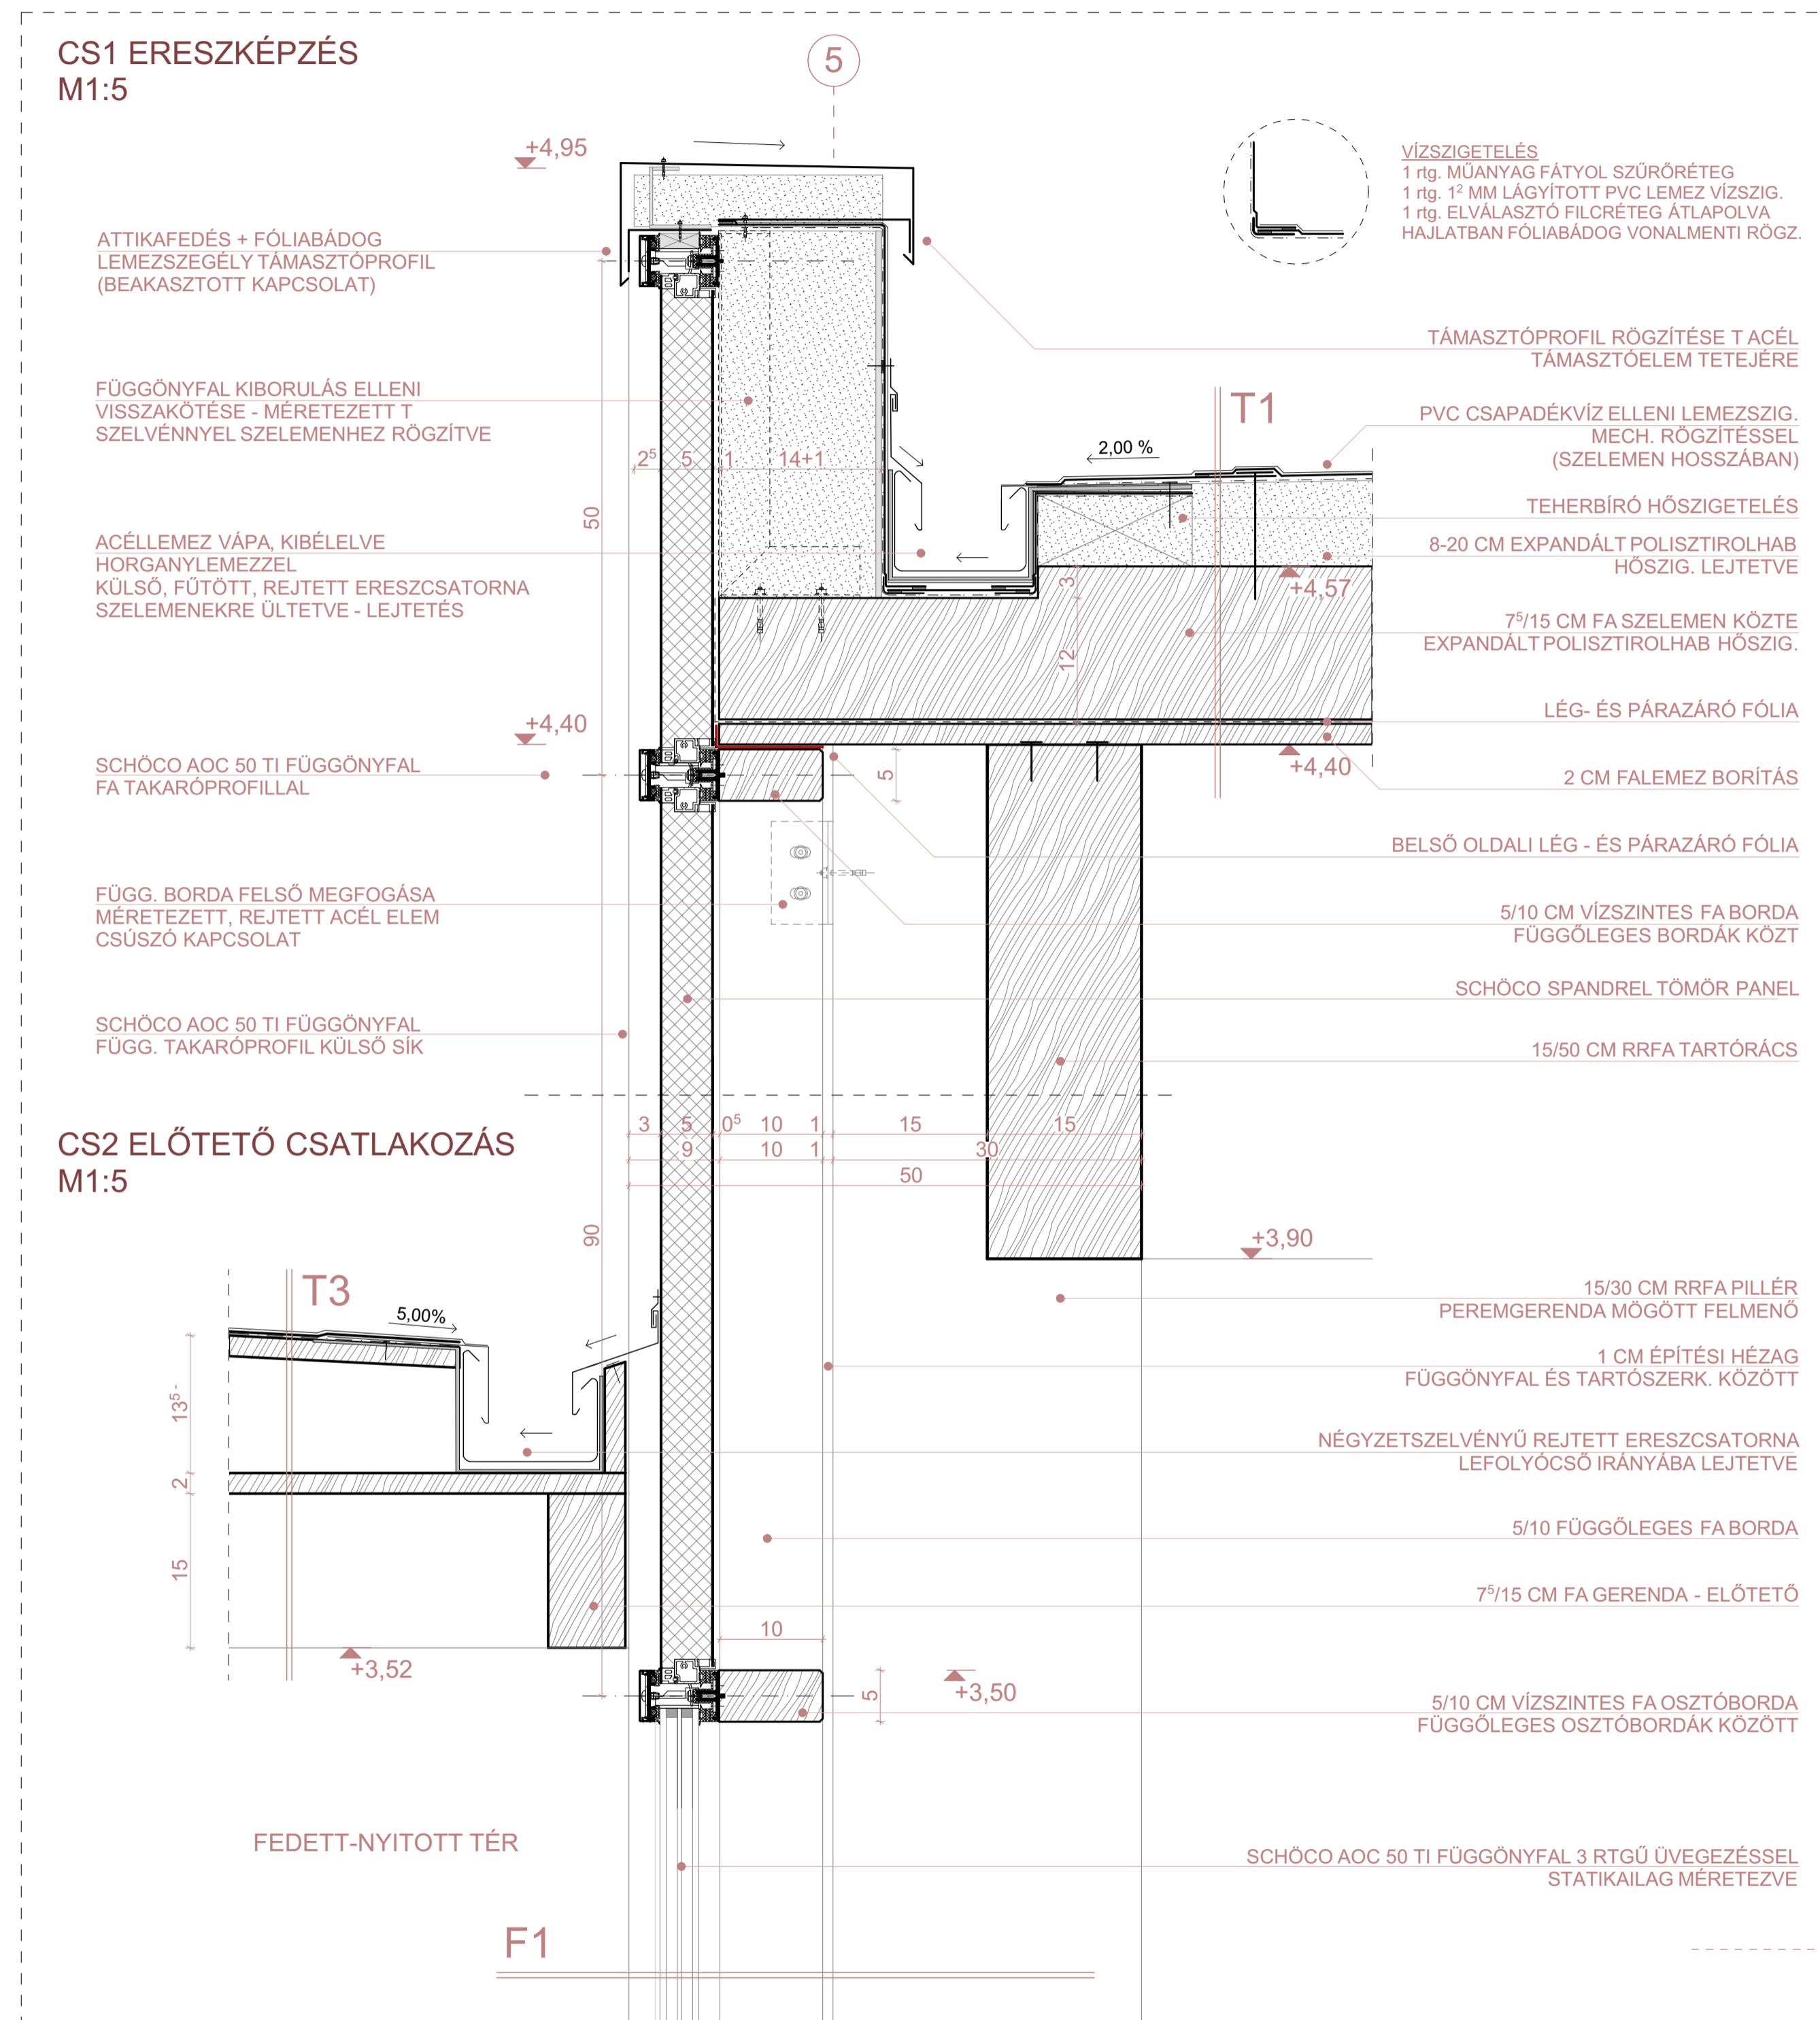 CS1 ERESZKÉPZÉS
M1:5
5
+4,95
VÍZSZIGETELÉS
1 rtg. MŰANYAG FÁTYOL SZŰRŐRÉTEG
1 rtg. 1² MM LÁGYÍTOTT PVC LEMEZ VÍZSZIG.
1 rtg. ELVÁLASZTÓ FILCRÉTEG ÁTLAPOLVA
HAJLATBAN FÓLIABÁDOG VONALMENTI RÖGZ.
ATTIKAFEDÉS + FÓLIABÁDOG
LEMEZSZEGÉLY TÁMASZTÓPROFIL
(BEAKASZTOTT KAPCSOLAT)
TÁMASZTÓPROFIL RÖGZÍTÉSE T ACÉL
TÁMASZTÓELEM TETEJÉRE
FÜGGÖNYFAL KIBORULÁS ELLENI
VISSZAKÖTÉSE - MÉRETEZETT T
SZELVÉNNYEL SZELEMENHEZ RÖGZÍTVE
T1
PVC CSAPADÉKVÍZ ELLENI LEMEZSZIG.
MECH. RÖGZÍTÉSSEL
(SZELEMEN HOSSZÁBAN)
2⁵ 5 1 14+1
2,00 %
50
TEHERBÍRÓ HŐSZIGETELÉS
8-20 CM EXPANDÁLT POLISZTIROLHAB
HŐSZIG. LEJTETVE
ACÉLLEMEZ VÁPA, KIBÉLELVE
HORGANYLEMEZZEL
KÜLSŐ, FŰTÖTT, REJTETT ERESZCSATORNA
SZELEMENEKRE ÜLTETVE - LEJTETÉS
3
+4,57
12
7⁵/15 CM FA SZELEMEN KÖZTE
EXPANDÁLT POLISZTIROLHAB HŐSZIG.
LÉG- ÉS PÁRAZÁRÓ FÓLIA
+4,40
+4,40
2 CM FALEMEZ BORÍTÁS
SCHÖCO AOC 50 TI FÜGGÖNYFAL
FA TAKARÓPROFILLAL
5
BELSŐ OLDALI LÉG - ÉS PÁRAZÁRÓ FÓLIA
FÜGG. BORDA FELSŐ MEGFOGÁSA
MÉRETEZETT, REJTETT ACÉL ELEM
CSÚSZÓ KAPCSOLAT
5/10 CM VÍZSZINTES FA BORDA
FÜGGŐLEGES BORDÁK KÖZT
SCHÖCO SPANDREL TÖMÖR PANEL
SCHÖCO AOC 50 TI FÜGGÖNYFAL
FÜGG. TAKARÓPROFIL KÜLSŐ SÍK
15/50 CM RRFA TARTÓRÁCS
CS2 ELŐTETŐ CSATLAKOZÁS
M1:5
3 5 0⁵ 10 1 15 15
9 10 1 30
50
90
+3,90
T3
5,00%
15/30 CM RRFA PILLÉR
PEREMGERENDA MÖGÖTT FELMENŐ
1 CM ÉPÍTÉSI HÉZAG
FÜGGÖNYFAL ÉS TARTÓSZERK. KÖZÖTT
13⁵ -
2
15
NÉGYZETSZELVÉNYŰ REJTETT ERESZCSATORNA
LEFOLYÓCSŐ IRÁNYÁBA LEJTETVE
5/10 FÜGGŐLEGES FA BORDA
7⁵/15 CM FA GERENDA - ELŐTETŐ
10
+3,52
5
+3,50
5/10 CM VÍZSZINTES FA OSZTÓBORDA
FÜGGŐLEGES OSZTÓBORDÁK KÖZÖTT
FEDETT-NYITOTT TÉR
SCHÖCO AOC 50 TI FÜGGÖNYFAL 3 RTGŰ ÜVEGEZÉSSEL
STATIKAILAG MÉRETEZVE
F1